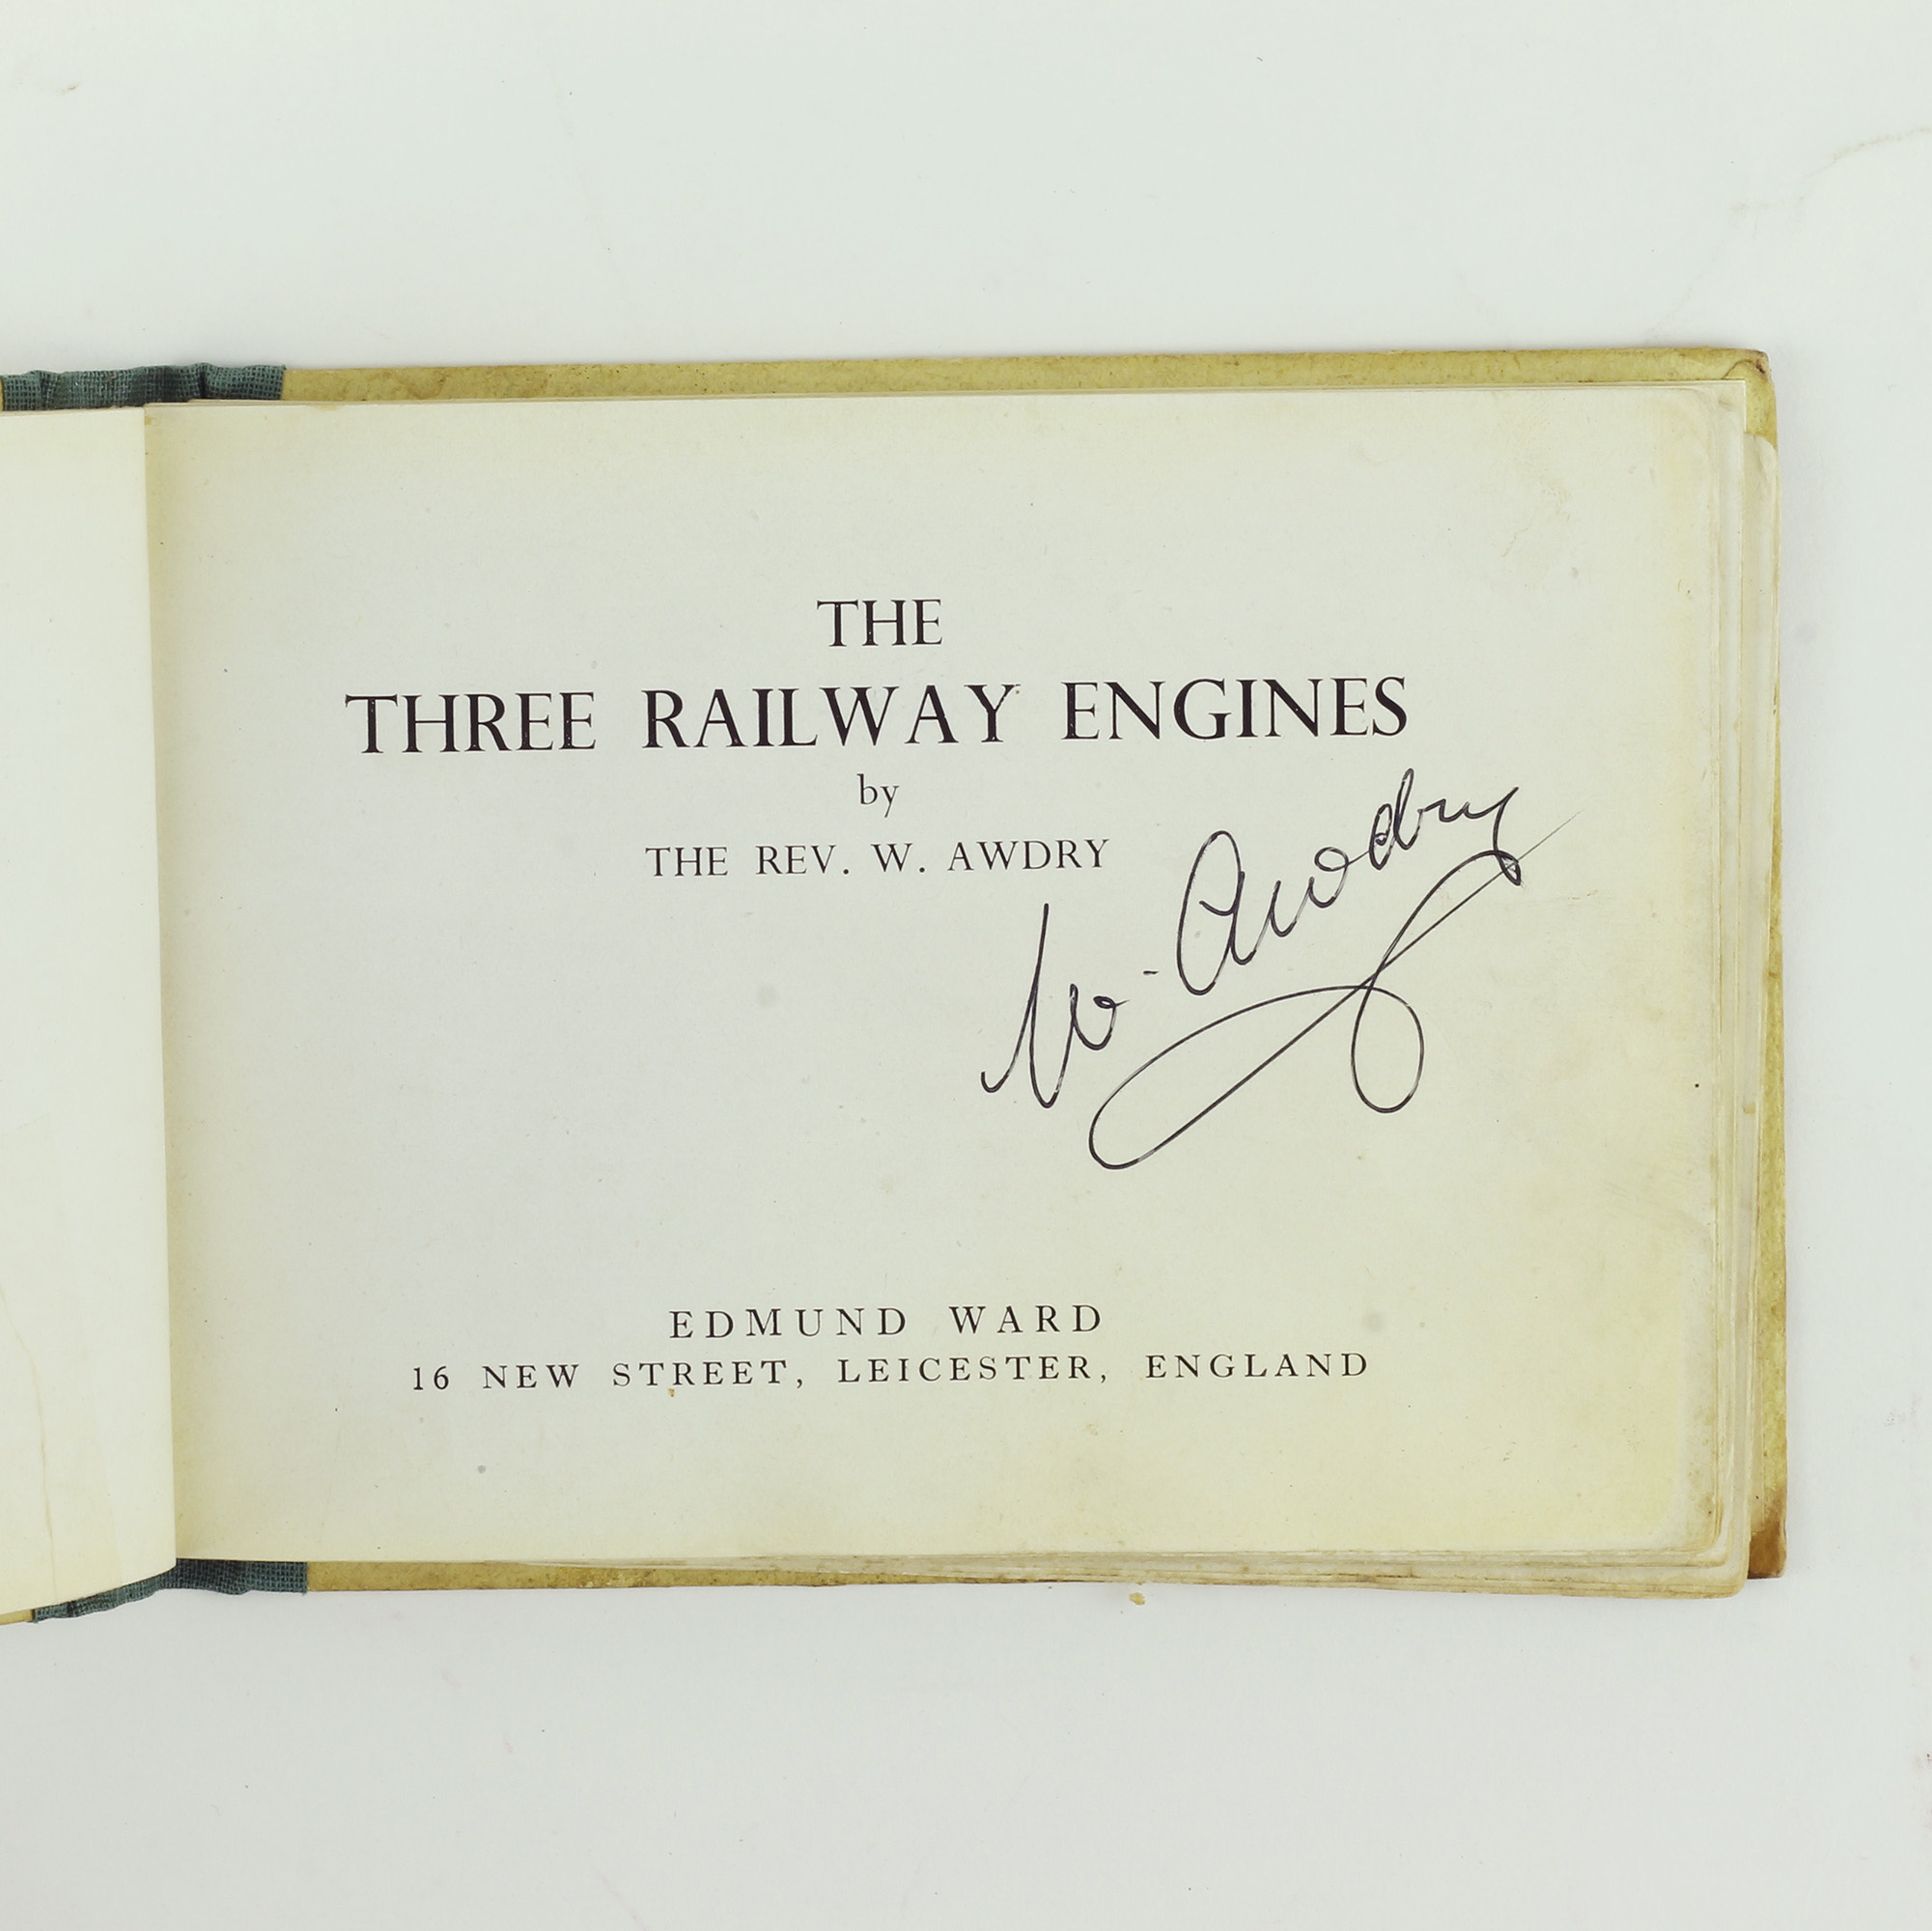 THE
THREE RAILWAY ENGINES
by
THE REV. W. AWDRY
W. Awdry
EDMUND WARD
16 NEW STREET, LEICESTER, ENGLAND